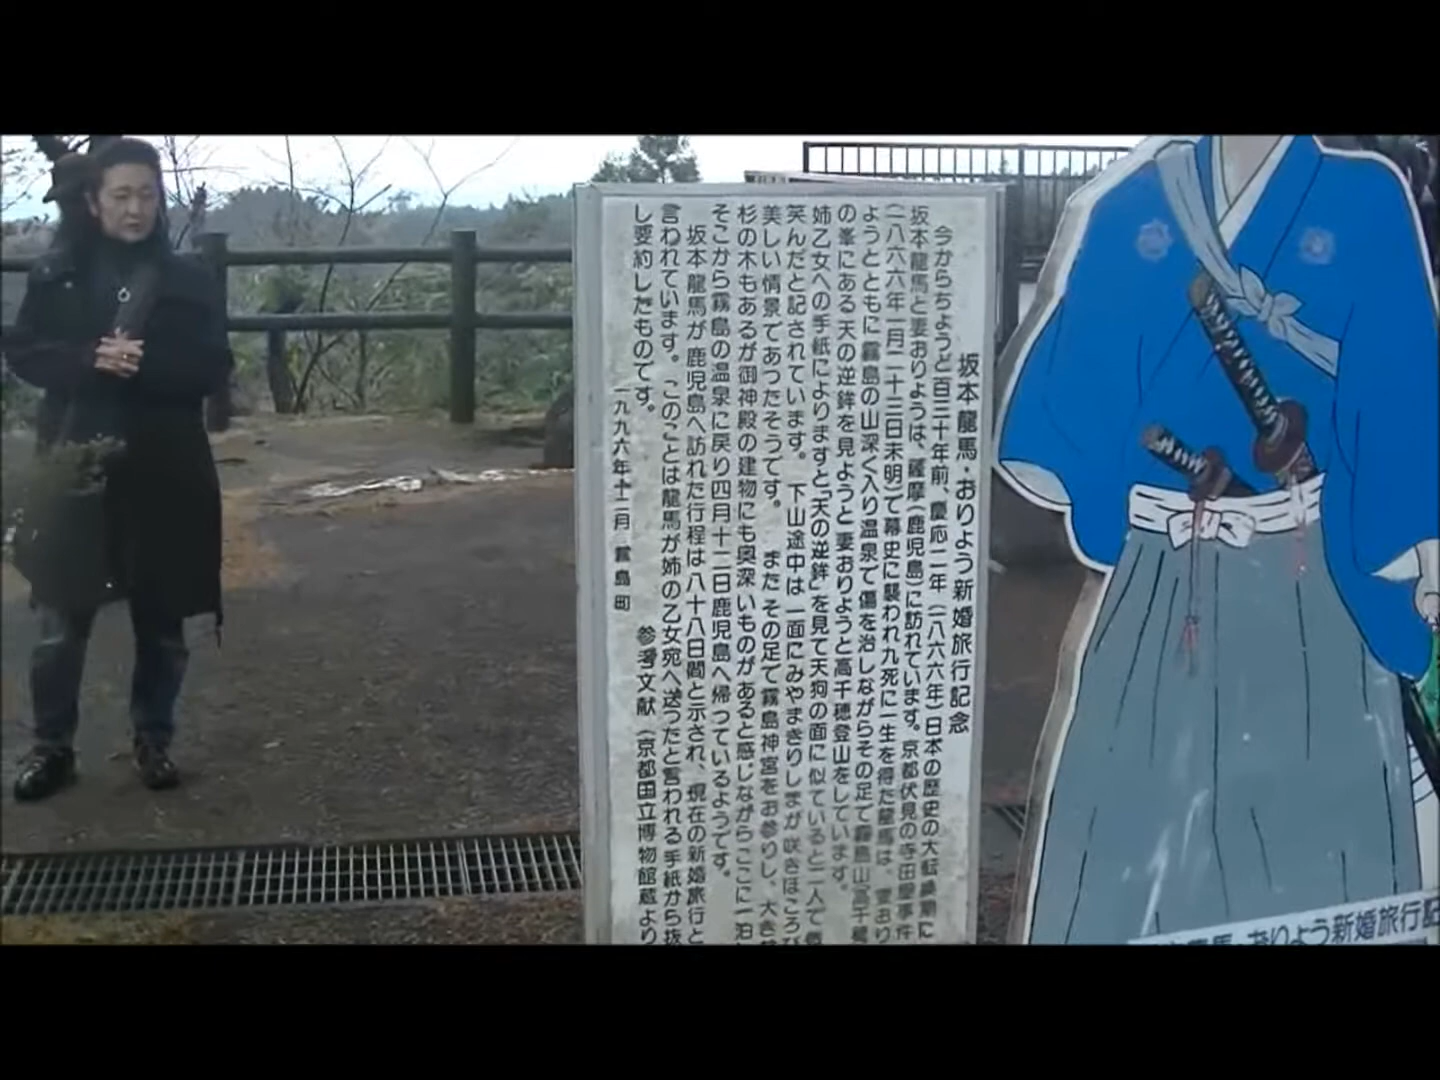 坂本龍馬・おりょう新婚旅行記念
今からちょうど百三十年前、慶応二年(一八六六年)日本の歴史の大転換期に
坂本龍馬と妻おりょうは、薩摩(鹿児島)に訪れています。京都伏見の寺田屋事件
(一八六六年一月二十三日未明)で幕史に襲われ九死に一生を得た龍馬は、妻おり
ようとともに霧島の山深く入り温泉で傷を治しながらその足で霧島山高千穂
の峯にある天の逆鉾を見ようと妻おりょうと高千穂登山をしています。
姉乙女への手紙によりますと「天の逆鉾」を見て天狗の面に似ていると二人で
笑んだと記されています。下山途中は一面にみやまきりしまが咲きほころび
美しい情景であったそうです。 また その足で霧島神宮をお参りし、大き
杉の木もあるが御神殿の建物にも奥深いものがあると感じながらここに一泊
そこから霧島の温泉に戻り四月十二日鹿児島へ帰っているようです。
坂本龍馬が鹿児島へ訪れた行程は八十八日間と示され、現在の新婚旅行と
言われています。このことは龍馬が姉の乙女宛へ送ったと言われる手紙から抜
し要約したものです。 参考文献(京都国立博物館蔵より
一九九六年十二月 霧島町
龍馬・おりょう新婚旅行記